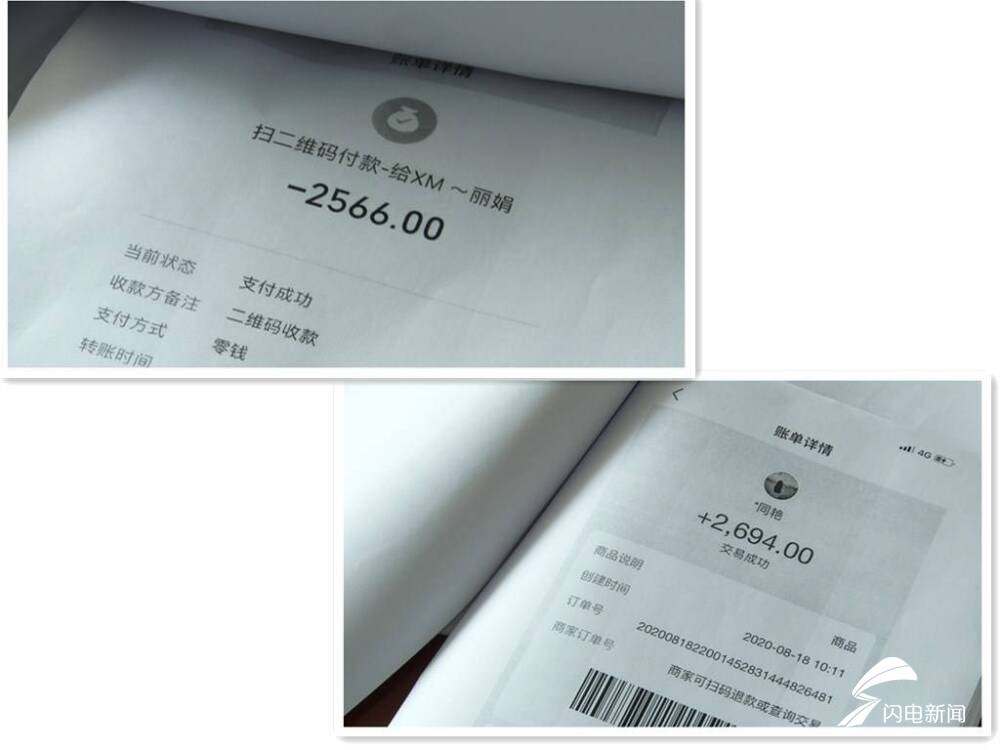 账单详情
扫二维码付款-给XM ~丽娟
-2566.00
当前状态 支付成功
收款方备注 二维码收款
支付方式 零钱
转账时间
账单详情
4G
*同艳
+2,694.00
交易成功
商品说明 商品
创建时间 2020-08-18 10:11
订单号 2020081822001452831444826481
商家订单号 商家可扫码退款或查询交易
闪电新闻